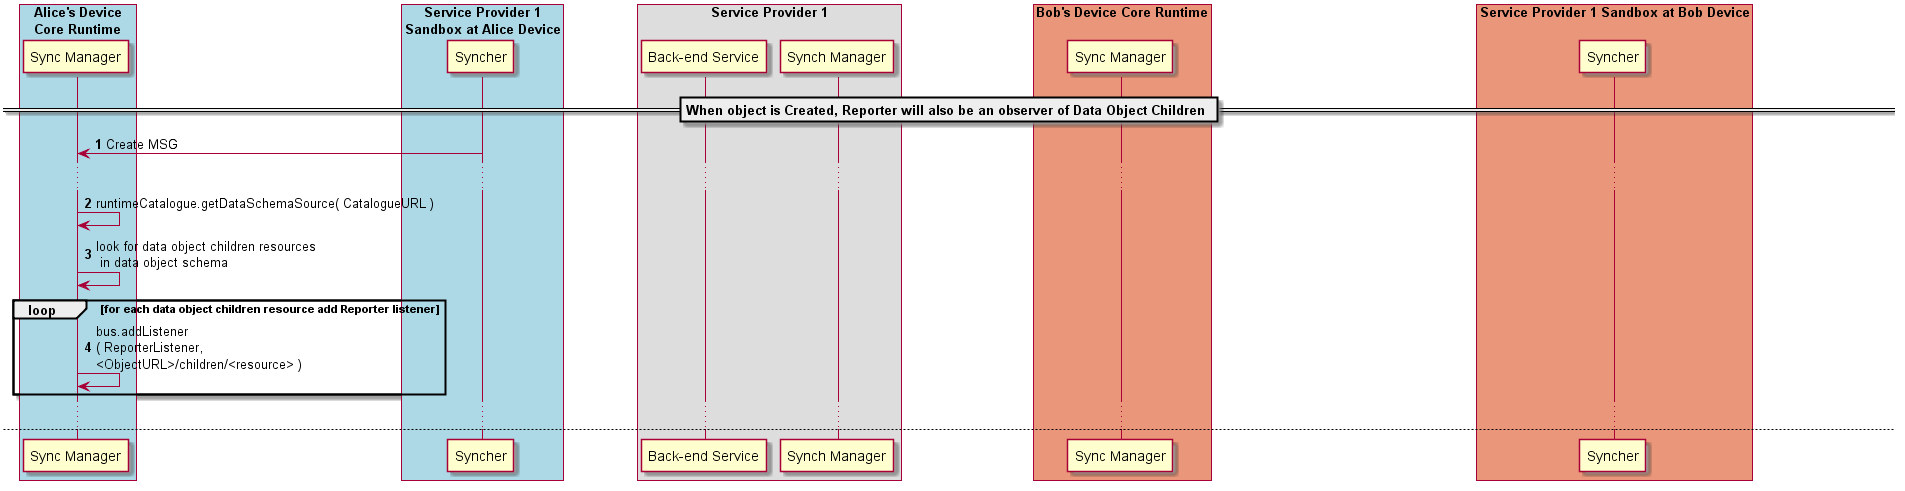 Alice's Device
Core Runtime
Service Provider 1
Sandbox at Alice Device
Service Provider 1
Bob's Device Core Runtime
Service Provider 1 Sandbox at Bob Device
Sync Manager
Syncher
Back-end Service
Synch Manager
Sync Manager
Syncher
When object is Created, Reporter will also be an observer of Data Object Children
1 Create MSG
2 runtimeCatalogue.getDataSchemaSource( CatalogueURL )
3 look for data object children resources
in data object schema
loop [for each data object children resource add Reporter listener]
bus.addListener
4 ( ReporterListener,
<ObjectURL>/children/<resource> )
Sync Manager
Syncher
Back-end Service
Synch Manager
Sync Manager
Syncher